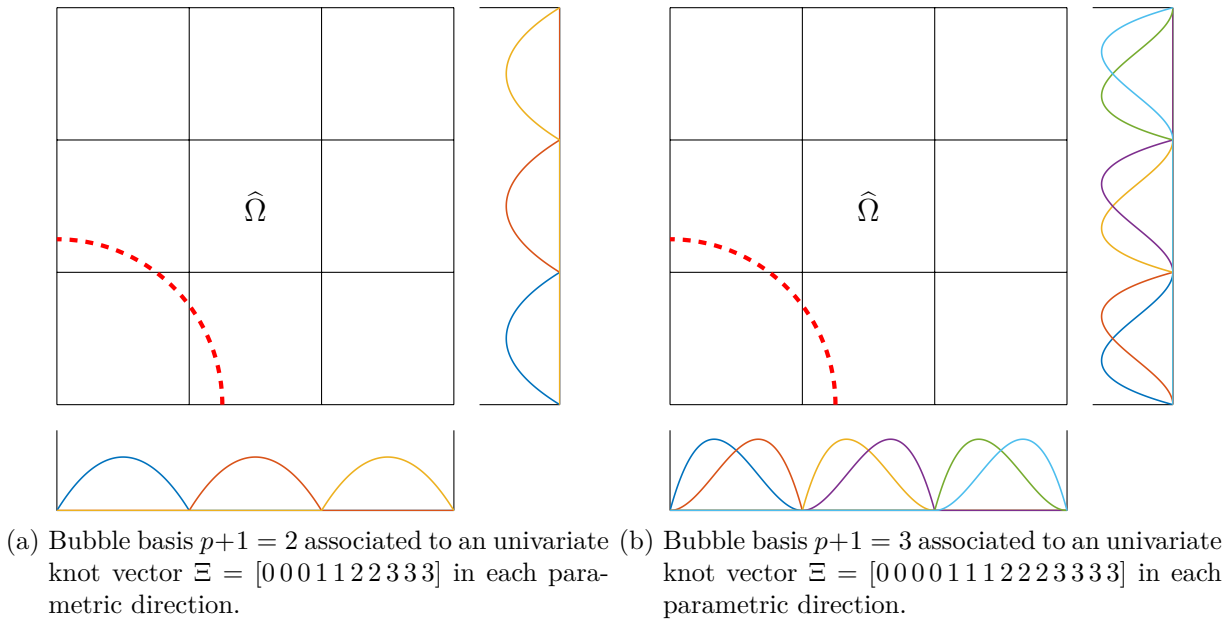 Ω̂
Ω̂
(a) Bubble basis p+1 = 2 associated to an univariate
knot vector Ξ = [0 0 0 1 1 2 2 3 3 3] in each para-
metric direction.
(b) Bubble basis p+1 = 3 associated to an univariate
knot vector Ξ = [0 0 0 0 1 1 1 2 2 2 3 3 3 3] in each
parametric direction.